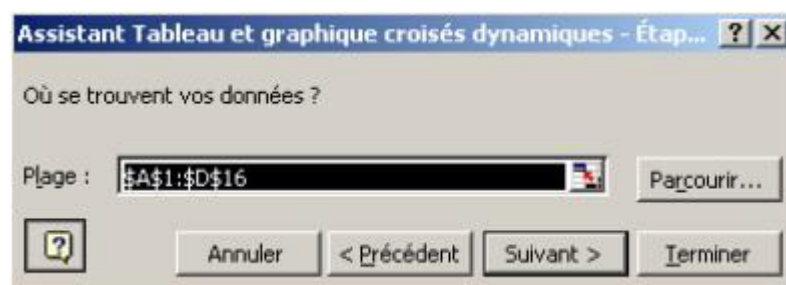 Assistant Tableau et graphique croisés dynamiques - Étap...
Où se trouvent vos données ?
Plage : $A$1:$D$16 Parcourir...
Annuler < Précédent Suivant > Terminer